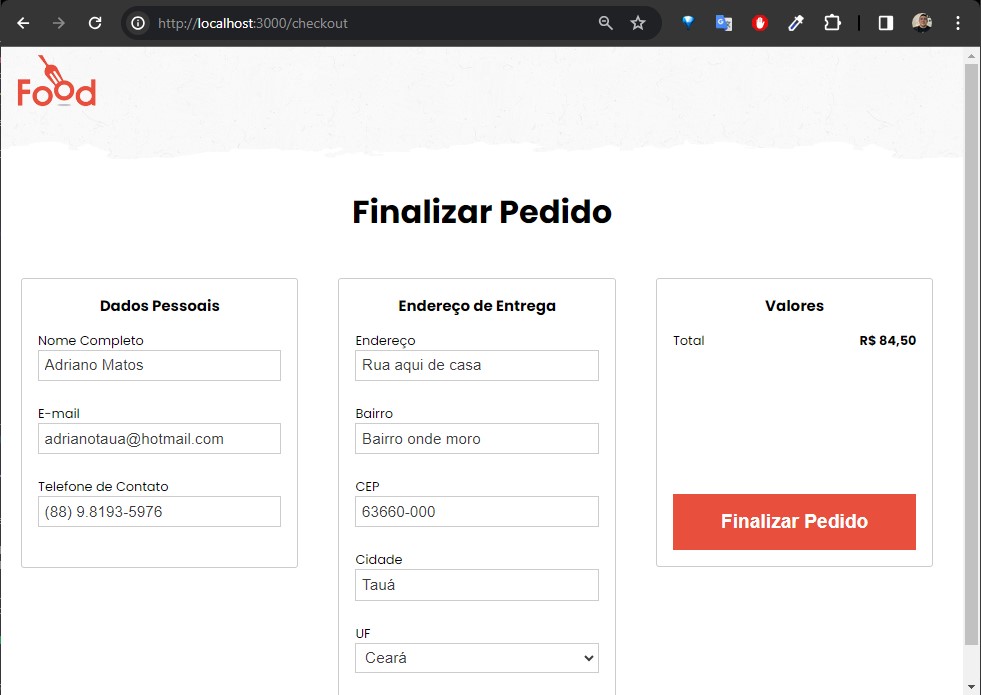 http://localhost:3000/checkout
Food
Finalizar Pedido
Dados Pessoais
Nome Completo
Adriano Matos
E-mail
adrianotaua@hotmail.com
Telefone de Contato
(88) 9.8193-5976
Endereço de Entrega
Endereço
Rua aqui de casa
Bairro
Bairro onde moro
CEP
63660-000
Cidade
Tauá
UF
Ceará
Valores
Total R$ 84,50
Finalizar Pedido